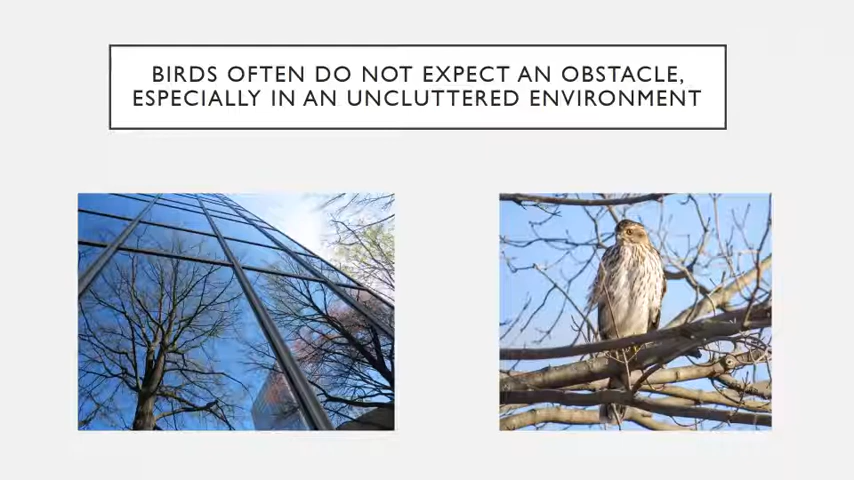 BIRDS OFTEN DO NOT EXPECT AN OBSTACLE,
ESPECIALLY IN AN UNCLUTTERED ENVIRONMENT